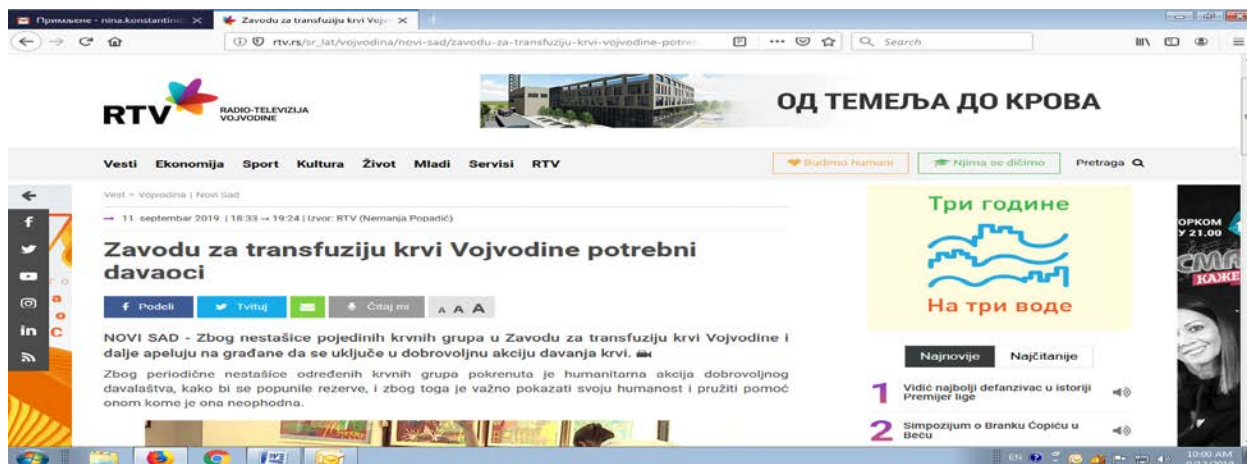 Примљене - nina.konstantino
Zavodu za transfuziju krvi Voj
rtv.rs/sr_lat/vojvodina/novi-sad/zavodu-za-transfuziju-krvi-vojvodine-potre
Search
RTV
RADIO-TELEVIZIJA
VOJVODINE
ОД ТЕМЕЉА ДО КРОВА
Vesti Ekonomija Sport Kultura Život Mladi Servisi RTV
Budimo humani
Njima se dičimo
Pretraga
Vest > Vojvodina | Novi Sad
11. septembar 2019. | 18:33 → 19:24 | Izvor: RTV (Nemanja Popadić)
Zavodu za transfuziju krvi Vojvodine potrebni
davaoci
Podeli
Tvituj
Čitaj mi
A A A
NOVI SAD - Zbog nestašice pojedinih krvnih grupa u Zavodu za transfuziju krvi Vojvodine i
dalje apeluju na građane da se uključe u dobrovoljnu akciju davanja krvi.
Zbog periodične nestašice određenih krvnih grupa pokrenuta je humanitarna akcija dobrovoljnog
davalaštva, kako bi se popunile rezerve, i zbog toga je važno pokazati svoju humanost i pružiti pomoć
onom kome je ona neophodna.
Три године
На три воде
Najnovije
Najčitanije
1
Vidić najbolji defanzivac u istoriji
Premijer lige
2
Simpozijum o Branku Ćopiću u
Beču
ОРКОМ
У 21.00
КАЖЕ
EN
10:00 AM